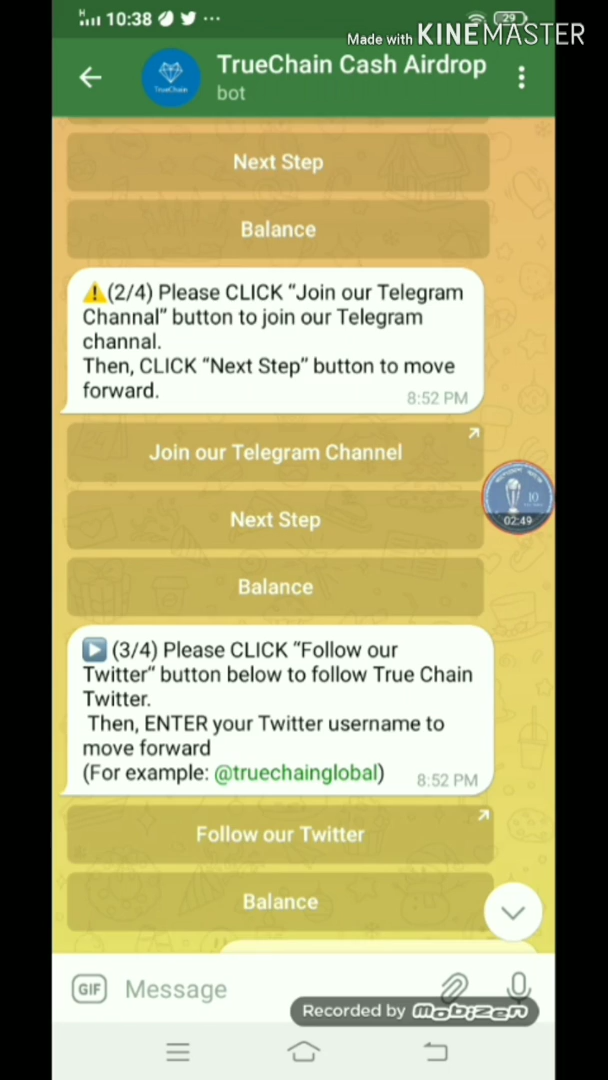 H 10:38 ... 29
Made with KINEMASTER
TrueChain Cash Airdrop
TrueChain
bot
Next Step
Balance
⚠️(2/4) Please CLICK “Join our Telegram
Channal” button to join our Telegram
channal.
Then, CLICK “Next Step” button to move
forward.
8:52 PM
Join our Telegram Channel
Next Step
10
02:49
Balance
▶️ (3/4) Please CLICK “Follow our
Twitter“ button below to follow True Chain
Twitter.
Then, ENTER your Twitter username to
move forward
(For example: @truechainglobal)
8:52 PM
Follow our Twitter
Balance
GIF Message
Recorded by mobizen